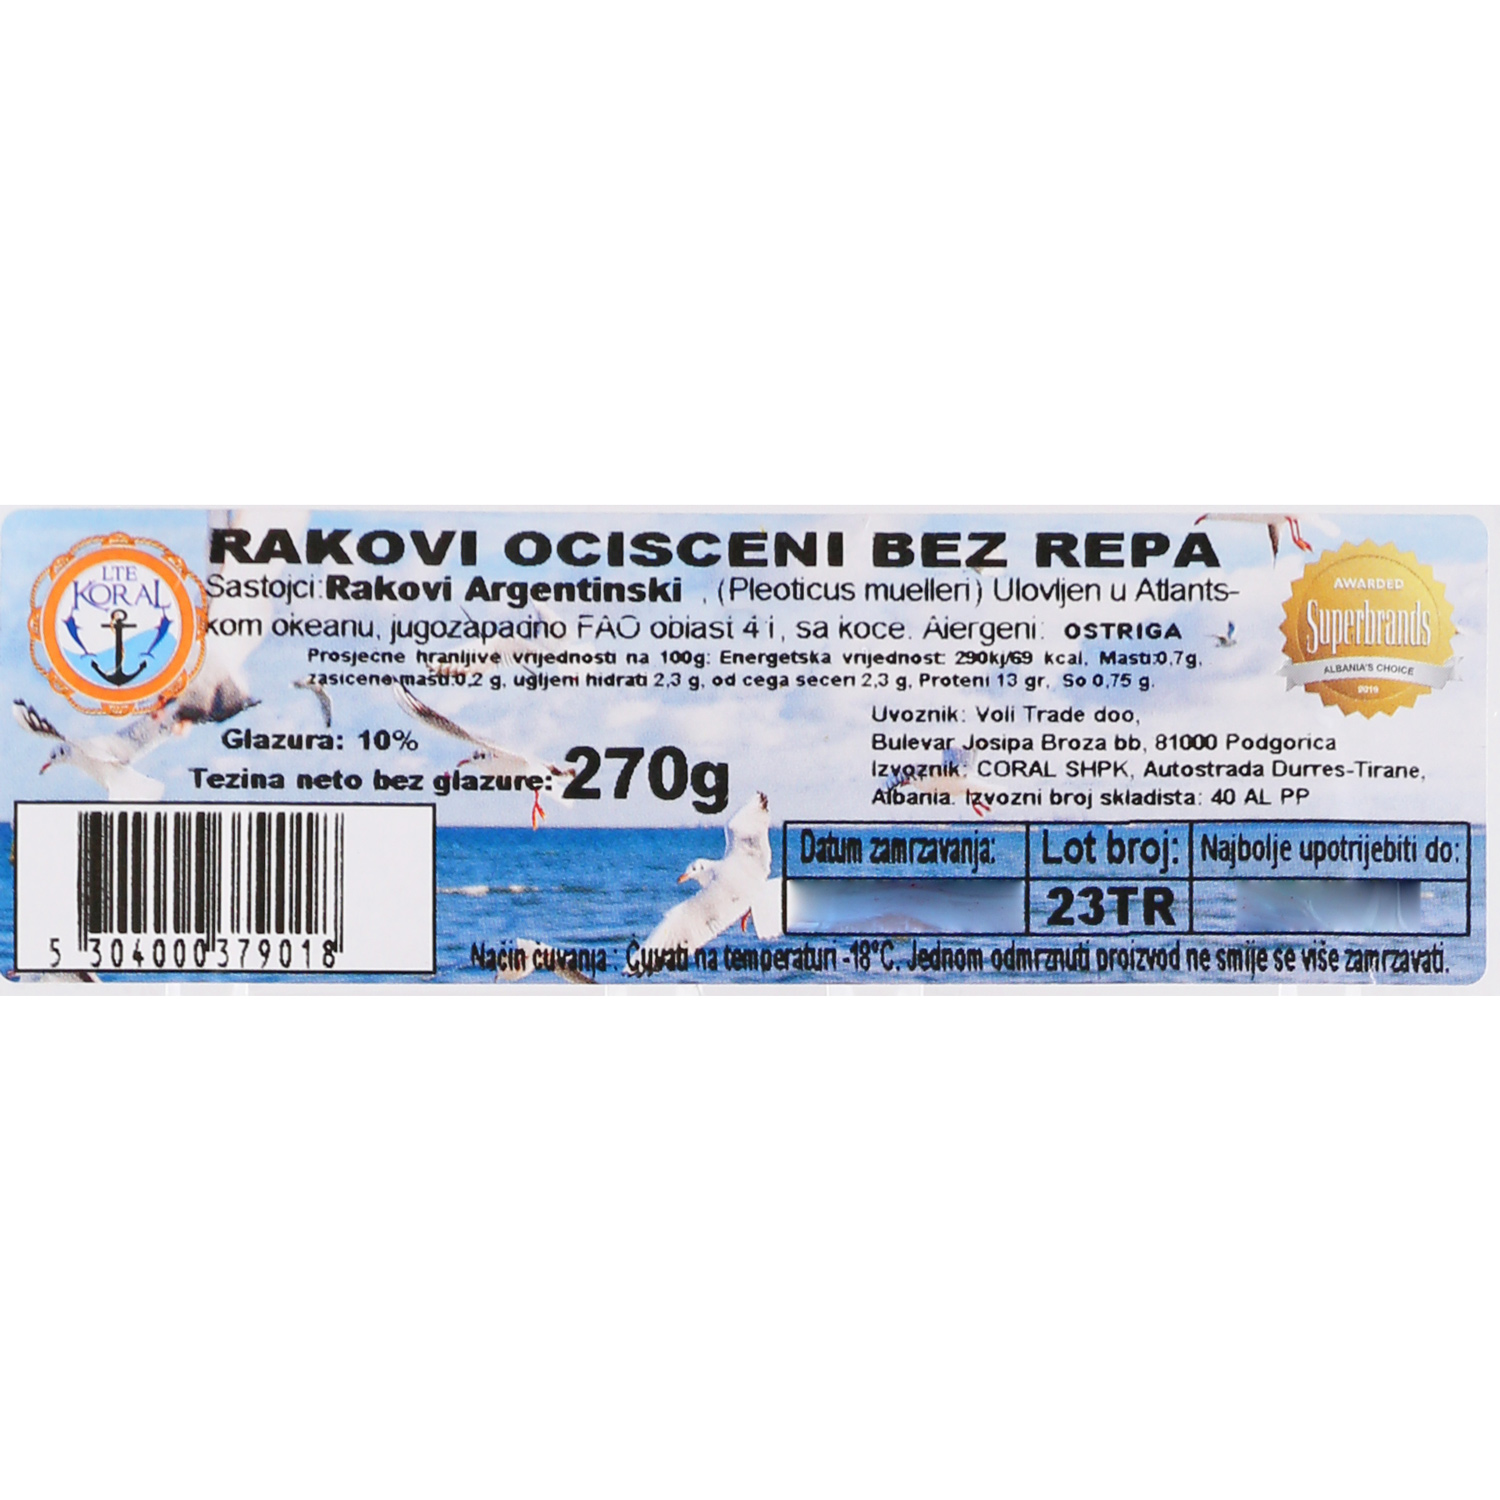 LTE
KORAL
RAKOVI OCISCENI BEZ REPA
Sastojci:Rakovi Argentinski , (Pleoticus muelleri) Ulovljen u Atlants-
kom okeanu, jugozapadno FAO oblast 41, sa koce. Alergeni: OSTRIGA
Prosjecne hranljive vrijednosti na 100g: Energetska vrijednost: 290kj/69 kcal, Masti:0,7g,
zasicene masti:0,2 g, ugljeni hidrati 2,3 g, od cega seceri 2,3 g, Proteni 13 gr, So 0,75 g.
AWARDED
Superbrands
ALBANIA'S CHOICE
2019
Glazura: 10%
Tezina neto bez glazure: 270g
Uvoznik: Voli Trade doo,
Bulevar Josipa Broza bb, 81000 Podgorica
Izvoznik: CORAL SHPK, Autostrada Durres-Tirane,
Albania. Izvozni broj skladista: 40 AL PP
Datum zamrzavanja: Lot broj: Najbolje upotrijebiti do:
23TR
5 304000 379018
Način čuvanja : Čuvati na temperaturi -18°C. Jednom odmrznuti proizvod ne smije se više zamrzavati.